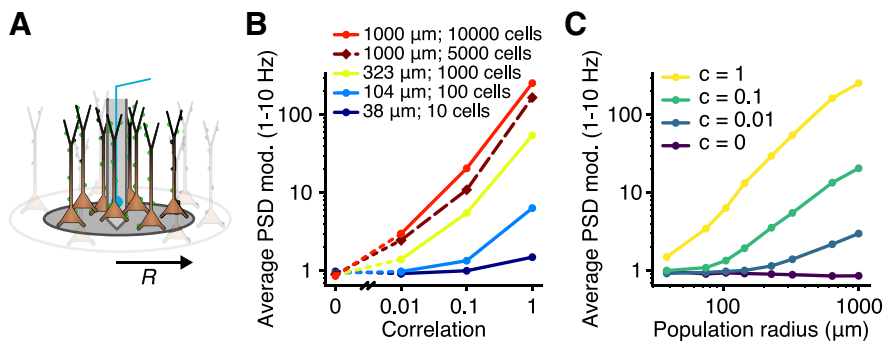 A
R
B
1000 μm; 10000 cells
1000 μm; 5000 cells
323 μm; 1000 cells
104 μm; 100 cells
38 μm; 10 cells
Average PSD mod. (1-10 Hz)
100
10
1
0
0.01
0.1
1
Correlation
C
c = 1
c = 0.1
c = 0.01
c = 0
Average PSD mod. (1-10 Hz)
100
10
1
100
1000
Population radius (μm)